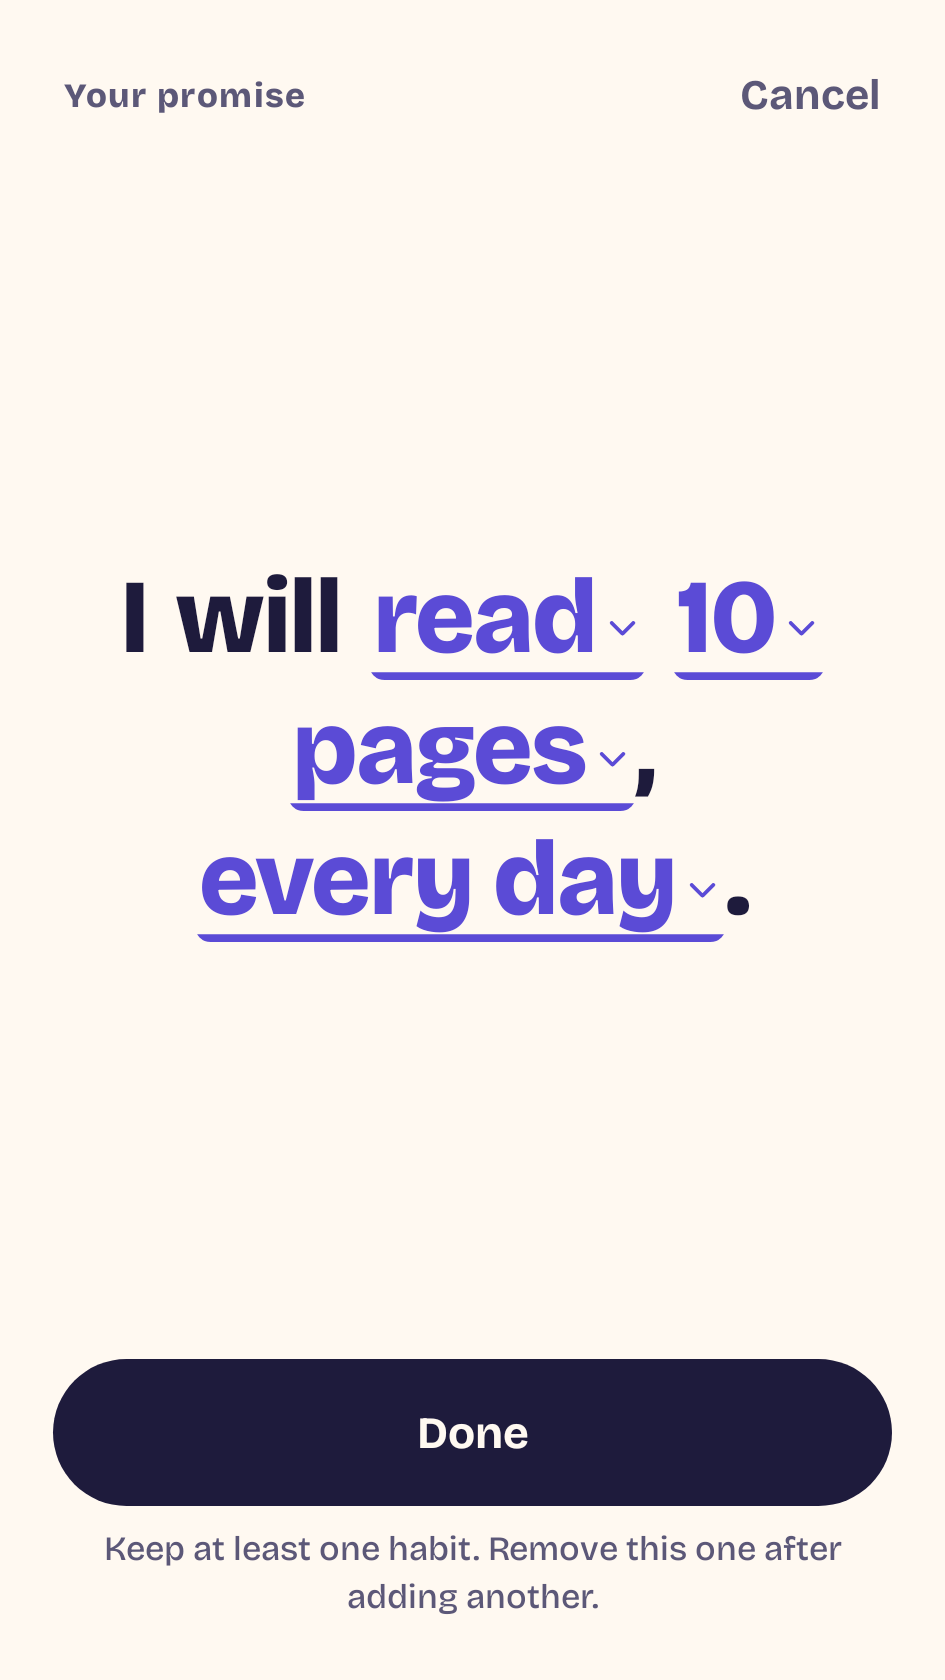 Your promise
Cancel
I will read 10
pages,
every day.
Done
Keep at least one habit. Remove this one after
adding another.